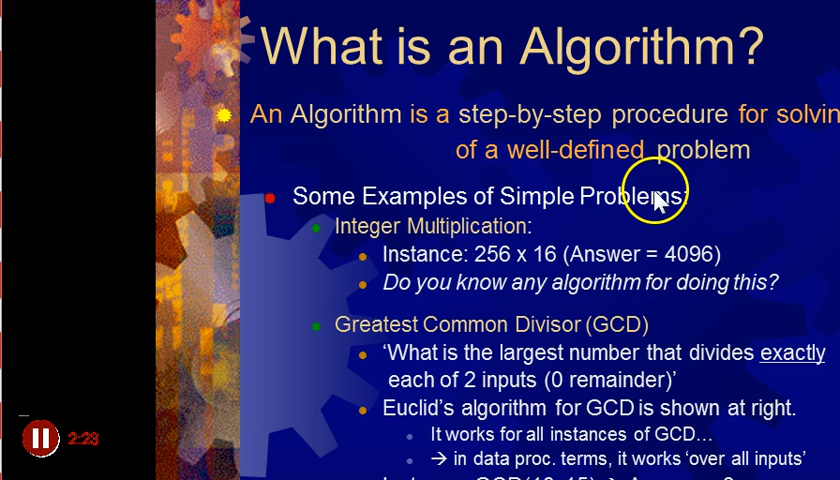 What is an Algorithm?
An Algorithm is a step-by-step procedure for solvin
of a well-defined problem
Some Examples of Simple Problems:
Integer Multiplication:
Instance: 256 x 16 (Answer = 4096)
Do you know any algorithm for doing this?
Greatest Common Divisor (GCD)
‘What is the largest number that divides exactly
each of 2 inputs (0 remainder)’
Euclid’s algorithm for GCD is shown at right.
It works for all instances of GCD…
→ in data proc. terms, it works ‘over all inputs’
2:23